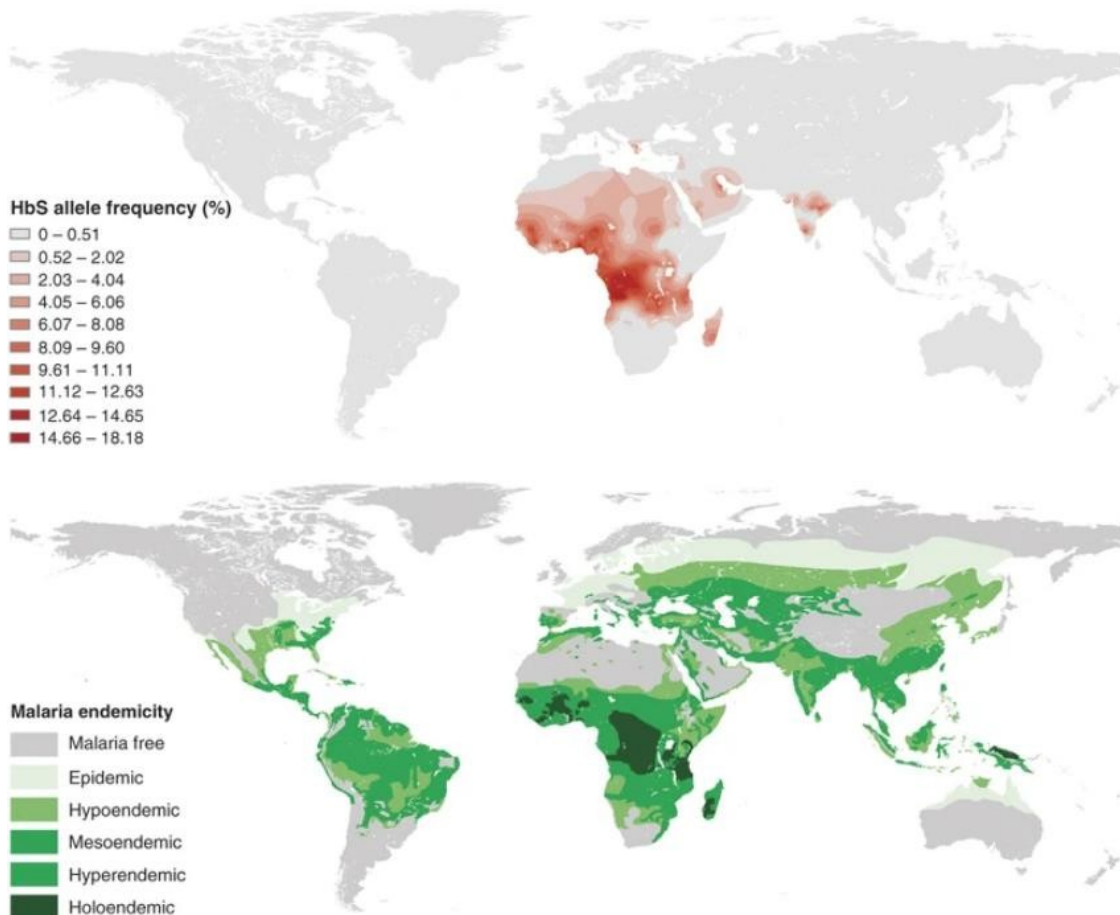 HbS allele frequency (%)
0 – 0.51
0.52 – 2.02
2.03 – 4.04
4.05 – 6.06
6.07 – 8.08
8.09 – 9.60
9.61 – 11.11
11.12 – 12.63
12.64 – 14.65
14.66 – 18.18
Malaria endemicity
Malaria free
Epidemic
Hypoendemic
Mesoendemic
Hyperendemic
Holoendemic